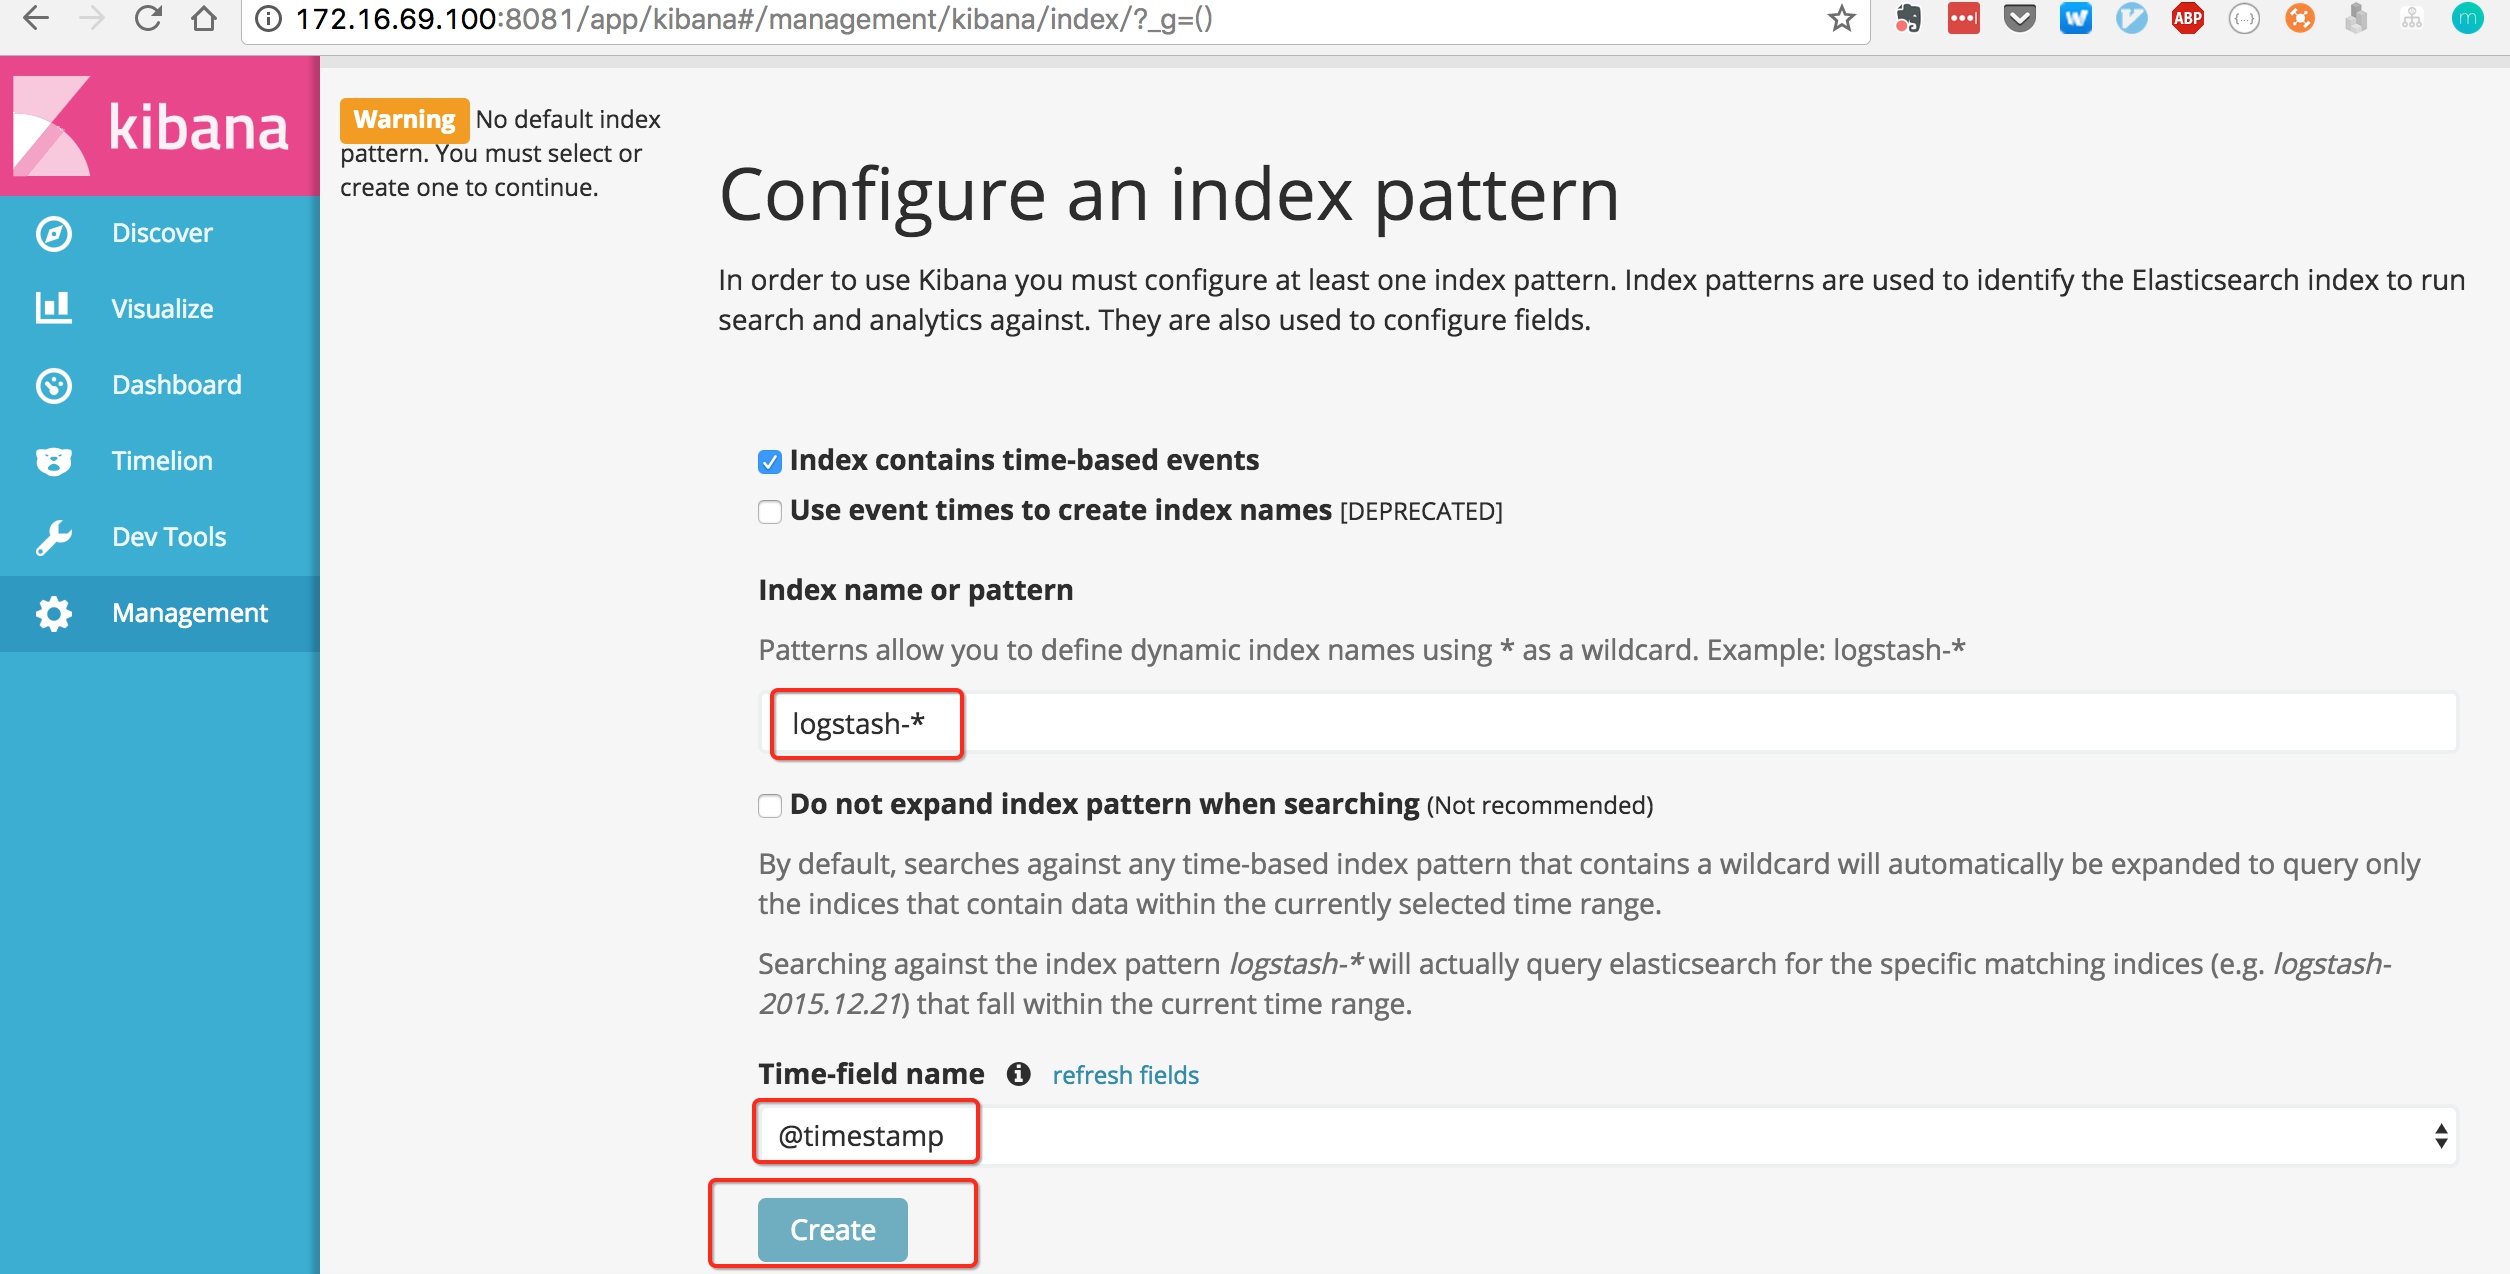 172.16.69.100:8081/app/kibana#/management/kibana/index/?_g=()
w
ABP
{...}
m
kibana
Discover
Visualize
Dashboard
Timelion
Dev Tools
Management
Warning No default index
pattern. You must select or
create one to continue.
Configure an index pattern
In order to use Kibana you must configure at least one index pattern. Index patterns are used to identify the Elasticsearch index to run
search and analytics against. They are also used to configure fields.
Index contains time-based events
Use event times to create index names [DEPRECATED]
Index name or pattern
Patterns allow you to define dynamic index names using * as a wildcard. Example: logstash-*
logstash-*
Do not expand index pattern when searching (Not recommended)
By default, searches against any time-based index pattern that contains a wildcard will automatically be expanded to query only
the indices that contain data within the currently selected time range.
Searching against the index pattern logstash-* will actually query elasticsearch for the specific matching indices (e.g. logstash-
2015.12.21) that fall within the current time range.
Time-field name refresh fields
@timestamp
Create